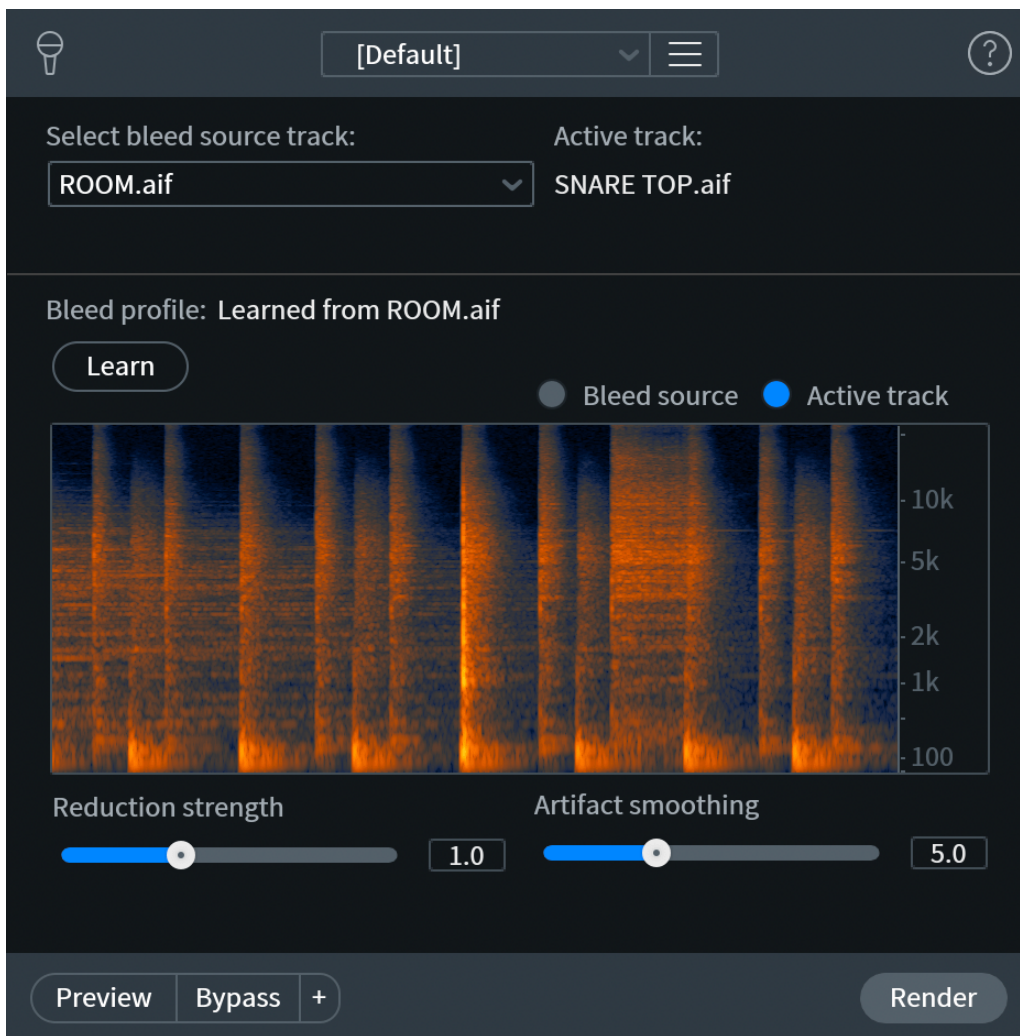 [Default]
?
Select bleed source track:
Active track:
ROOM.aif
SNARE TOP.aif
Bleed profile: Learned from ROOM.aif
Learn
Bleed source
Active track
10k
5k
2k
1k
100
Reduction strength
Artifact smoothing
1.0
5.0
Preview
Bypass
+
Render